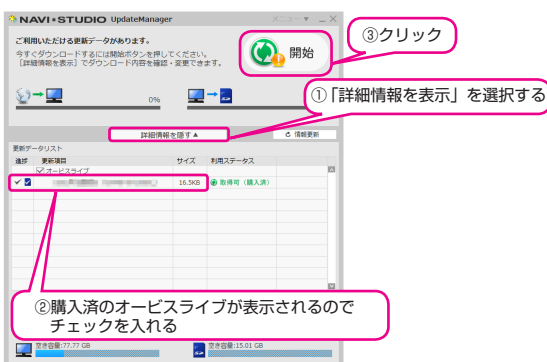 NAVI•STUDIO UpdateManager
メニュー ▼ _ ×
ご利用いただける更新データがあります。
今すぐダウンロードするには開始ボタンを押してください。
[詳細情報を表示] でダウンロード内容を確認・変更できます。
開始
③クリック
0%
①「詳細情報を表示」を選択する
詳細情報を隠す▲
情報更新
更新データリスト
進捗 更新項目 サイズ 利用ステータス
オービスライブ
16.5KB 取得可（購入済）
②購入済のオービスライブが表示されるので
チェックを入れる
空き容量:77.77 GB
空き容量:15.01 GB